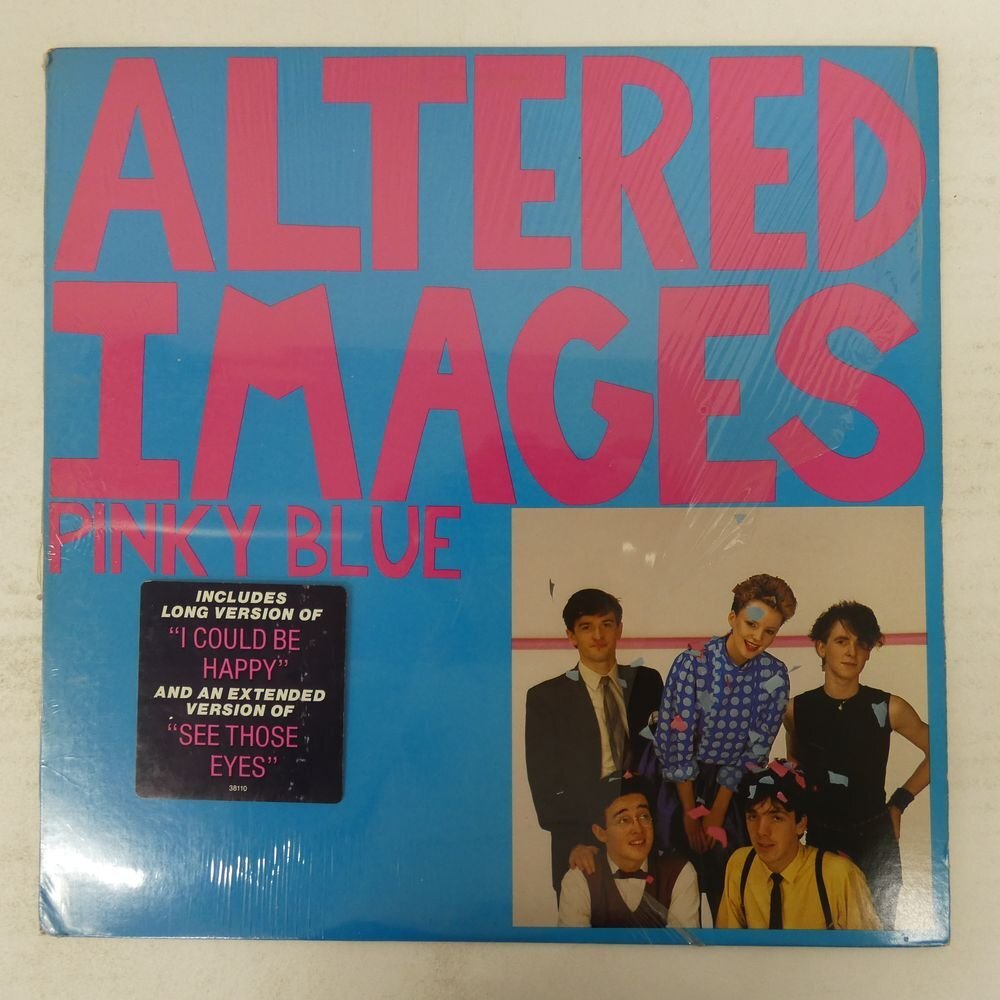 ALTERED
IMAGES
PINKY BLUE
INCLUDES
LONG VERSION OF
“I COULD BE
HAPPY”
AND AN EXTENDED
VERSION OF
“SEE THOSE
EYES”
38110